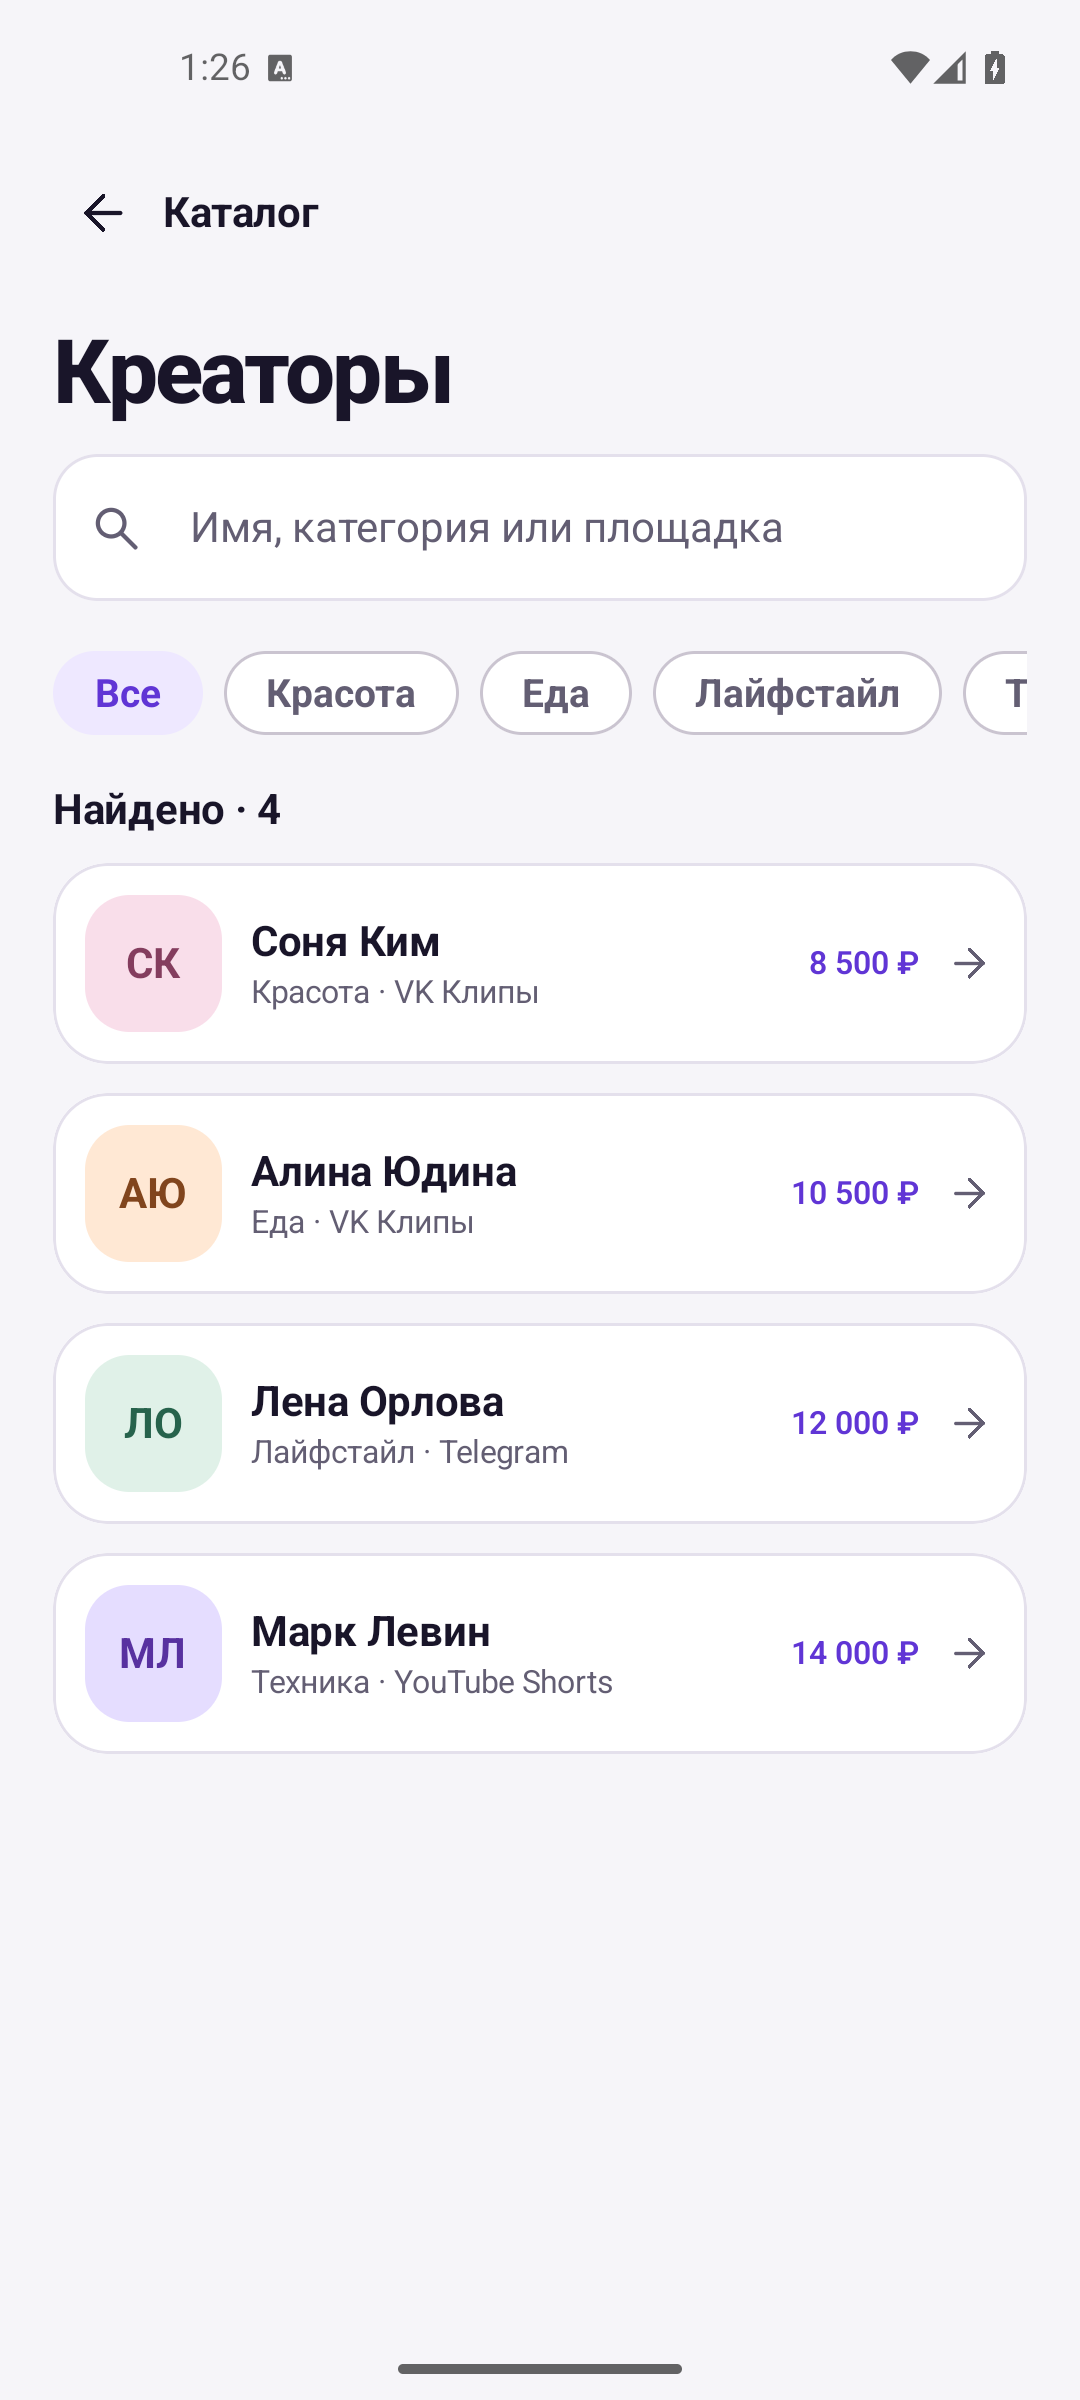 1:26
Каталог
Креаторы
Имя, категория или площадка
Все
Красота
Еда
Лайфстайл
Найдено · 4
СК
Соня Ким
Красота · VK Клипы
8 500 ₽
АЮ
Алина Юдина
Еда · VK Клипы
10 500 ₽
ЛО
Лена Орлова
Лайфстайл · Telegram
12 000 ₽
МЛ
Марк Левин
Техника · YouTube Shorts
14 000 ₽